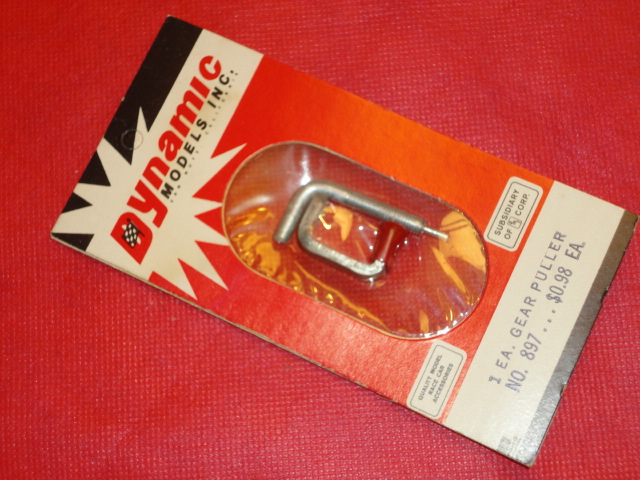 Dynamic
MODELS INC.
SUBSIDIARY
OF CORP.
QUALITY MODEL
RACE CAR
ACCESSORIES
1 EA. GEAR PULLER
NO. 897... $0.98 EA.